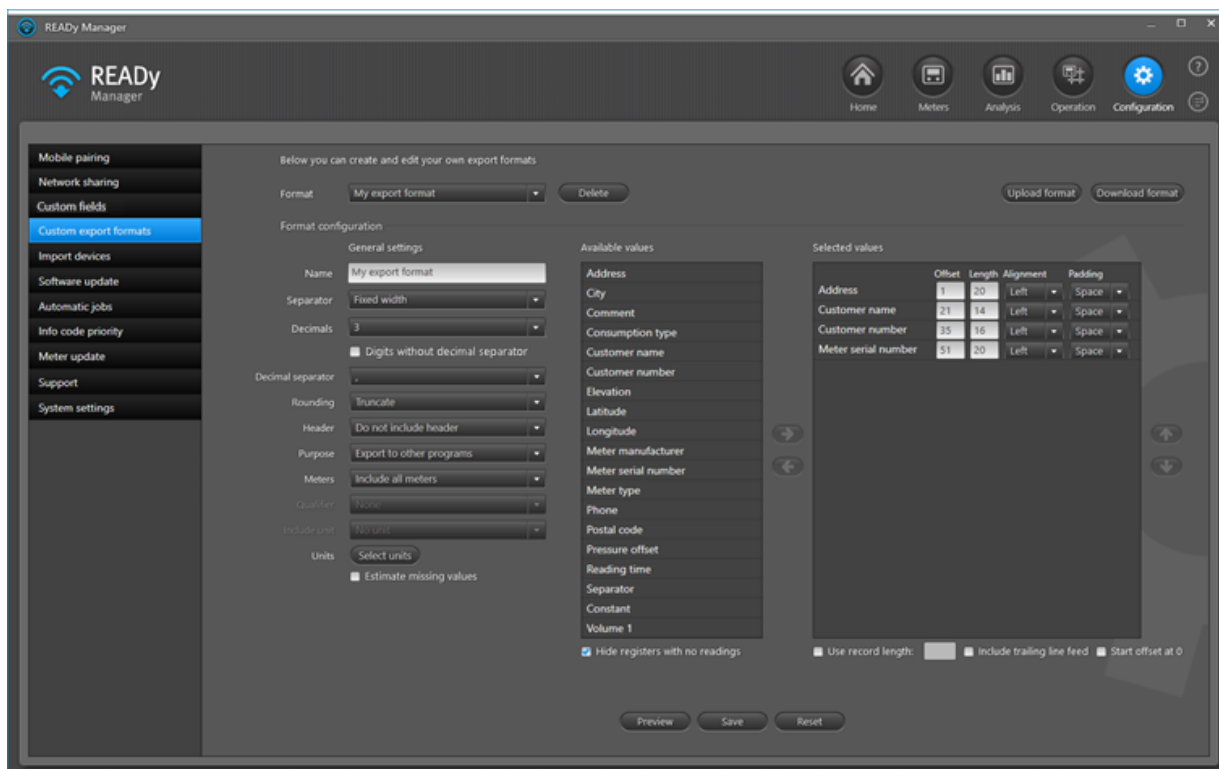 READy Manager
READy
Manager
Home Meters Analysis Operation Configuration
Mobile pairing
Network sharing
Custom fields
Custom export formats
Import devices
Software update
Automatic jobs
Info code priority
Meter update
Support
System settings
Below you can create and edit your own export formats
Format My export format Delete Upload format Download format
Format configuration
General settings
Name My export format
Separator Fixed width
Decimals 3
Digits without decimal separator
Decimal separator
Rounding Truncate
Header Do not include header
Purpose Export to other programs
Meters Include all meters
Qualifier None
Include unit No unit
Units Select units
Estimate missing values
Available values
Address
City
Comment
Consumption type
Customer name
Customer number
Elevation
Latitude
Longitude
Meter manufacturer
Meter serial number
Meter type
Phone
Postal code
Pressure offset
Reading time
Separator
Constant
Volume 1
Hide registers with no readings
Selected values
Offset Length Alignment Padding
Address 1 20 Left Space
Customer name 21 14 Left Space
Customer number 35 16 Left Space
Meter serial number 51 20 Left Space
Use record length: Include trailing line feed Start offset at 0
Preview Save Reset